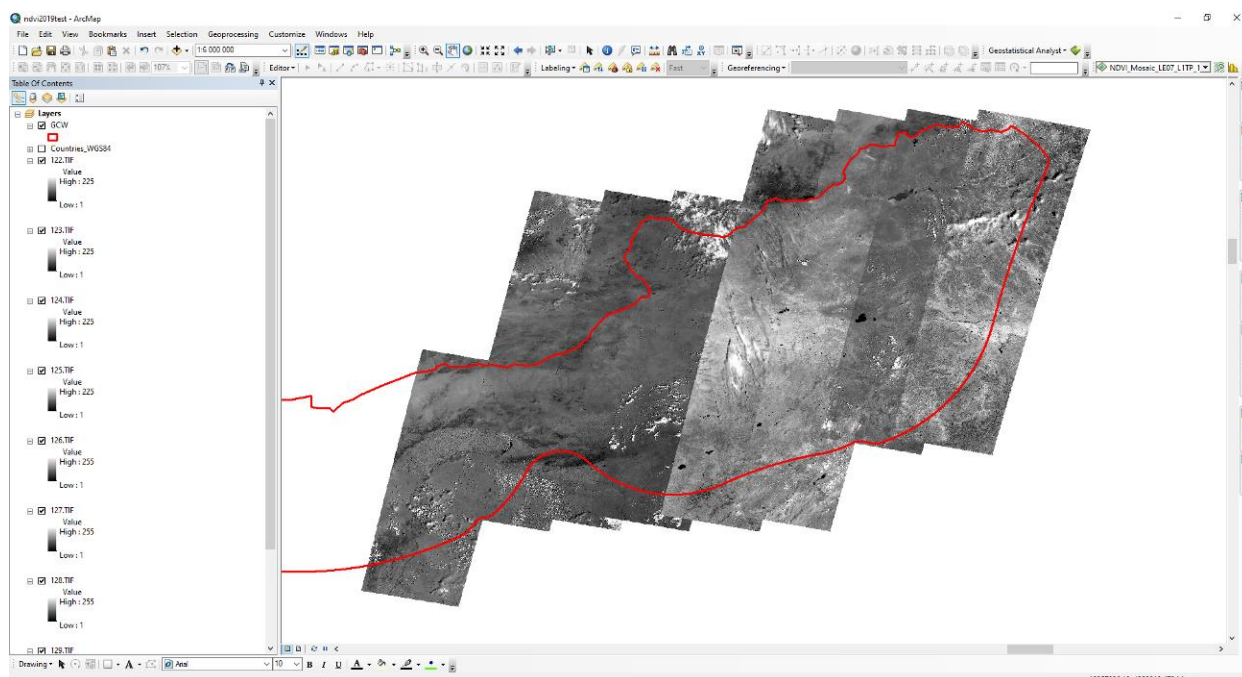 ndvi2019test - ArcMap
File Edit View Bookmarks Insert Selection Geoprocessing Customize Windows Help
1:6 000 000
Geostatistical Analyst
107%
Editor
Labeling
Fast
Georeferencing
NDVI_Mosaic_LE07_L1TP_1
Table Of Contents
Layers
GCW
Countries_WGS84
122.TIF
Value
High : 225
Low : 1
123.TIF
Value
High : 225
Low : 1
124.TIF
Value
High : 225
Low : 1
125.TIF
Value
High : 225
Low : 1
126.TIF
Value
High : 255
Low : 1
127.TIF
Value
High : 255
Low : 1
128.TIF
Value
High : 255
Low : 1
129.TIF
Drawing
A
Arial
10
B I U A